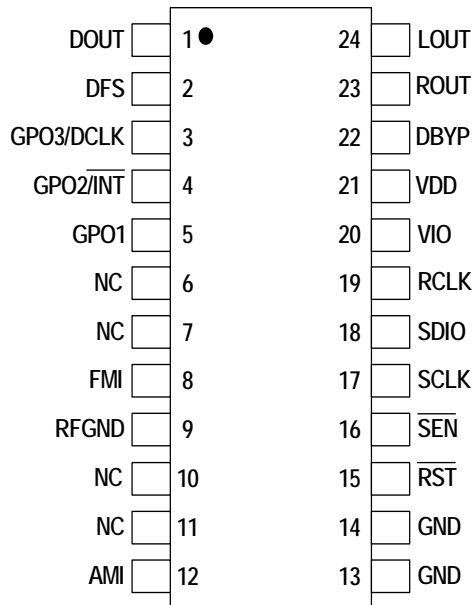 DOUT 1 24 LOUT
DFS 2 23 ROUT
GPO3/DCLK 3 22 DBYP
GPO2/INT 4 21 VDD
GPO1 5 20 VIO
NC 6 19 RCLK
NC 7 18 SDIO
FMI 8 17 SCLK
RFGND 9 16 SEN
NC 10 15 RST
NC 11 14 GND
AMI 12 13 GND